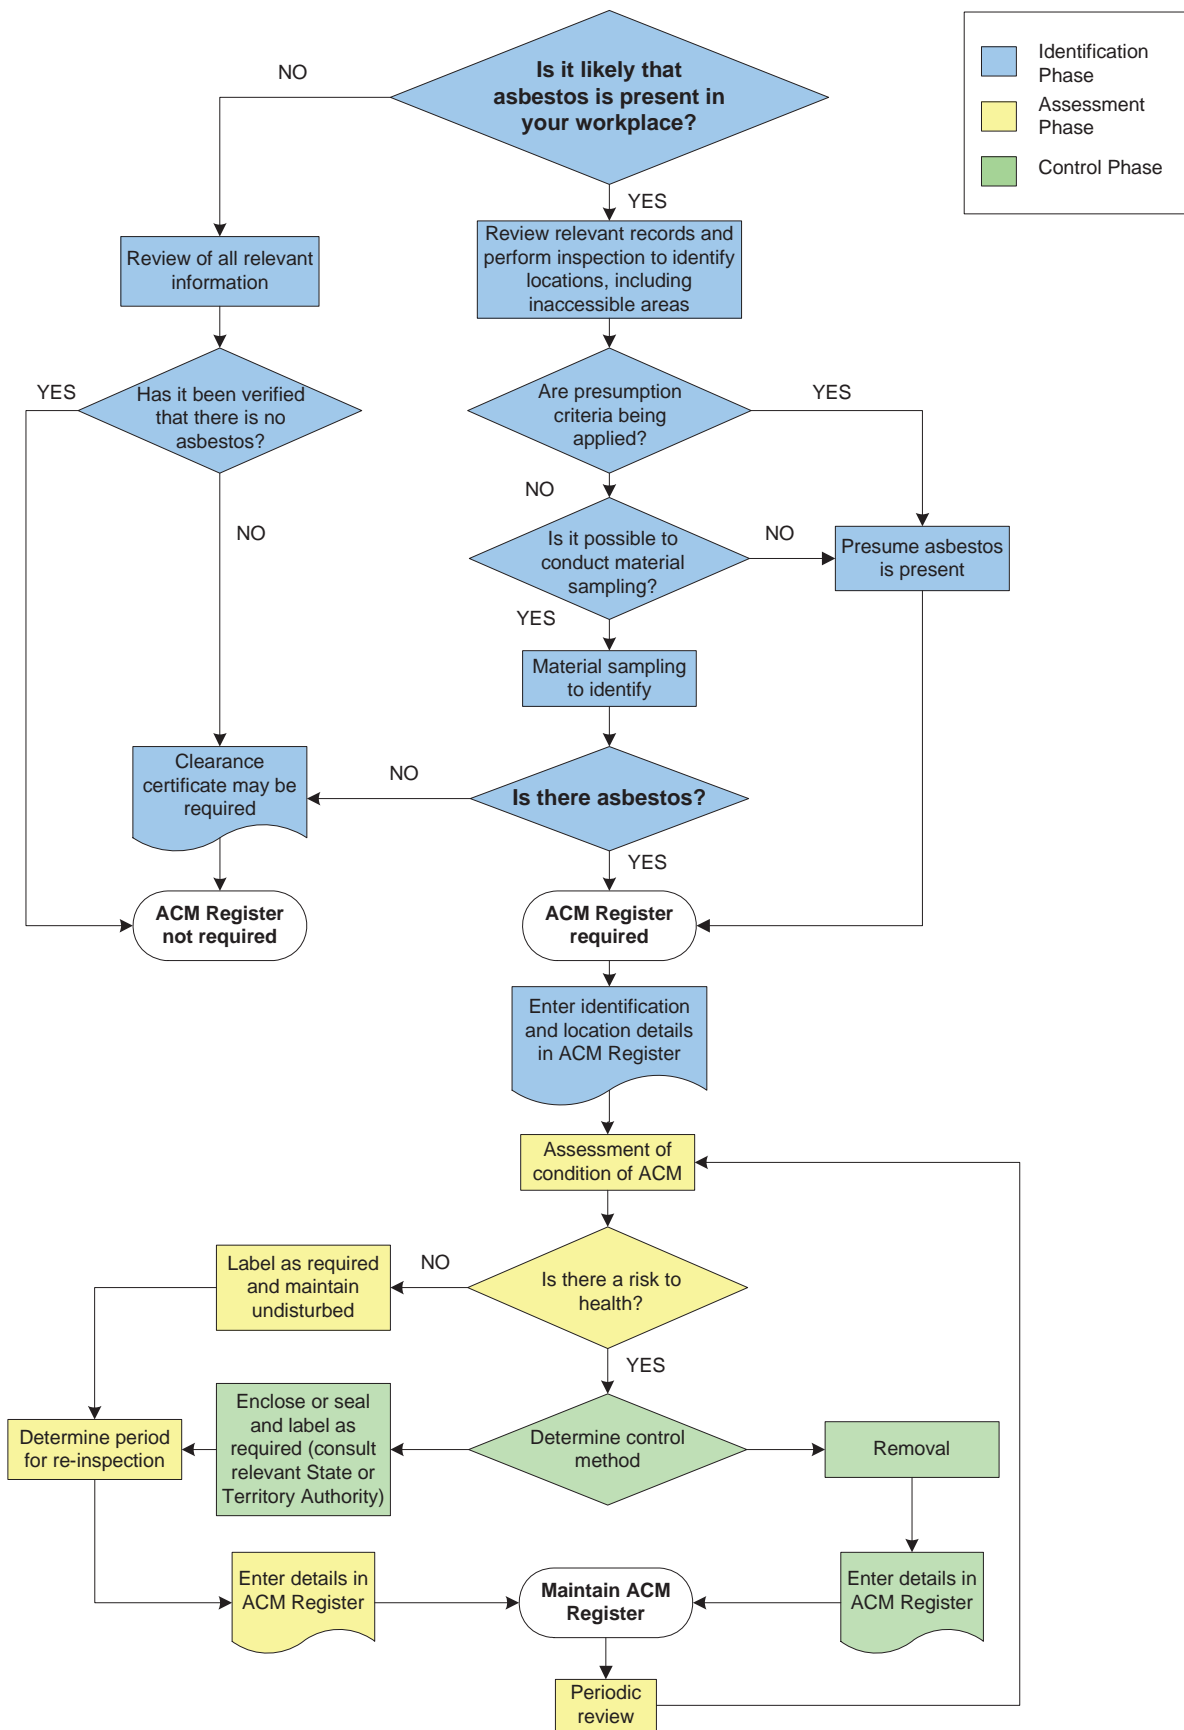 Is it likely that
asbestos is present in
your workplace?
NO
YES
Identification
Phase
Assessment
Phase
Control Phase
Review of all relevant
information
Review relevant records and
perform inspection to identify
locations, including
inaccessible areas
YES
Has it been verified
that there is no
asbestos?
NO
Are presumption
criteria being
applied?
YES
NO
Is it possible to
conduct material
sampling?
NO
Presume asbestos
is present
YES
Material sampling
to identify
Clearance
certificate may be
required
NO
Is there asbestos?
YES
ACM Register
not required
ACM Register
required
Enter identification
and location details
in ACM Register
Assessment of
condition of ACM
Label as required
and maintain
undisturbed
NO
Is there a risk to
health?
YES
Determine period
for re-inspection
Enclose or seal
and label as
required (consult
relevant State or
Territory Authority)
Determine control
method
Removal
Enter details in
ACM Register
Maintain ACM
Register
Enter details in
ACM Register
Periodic
review